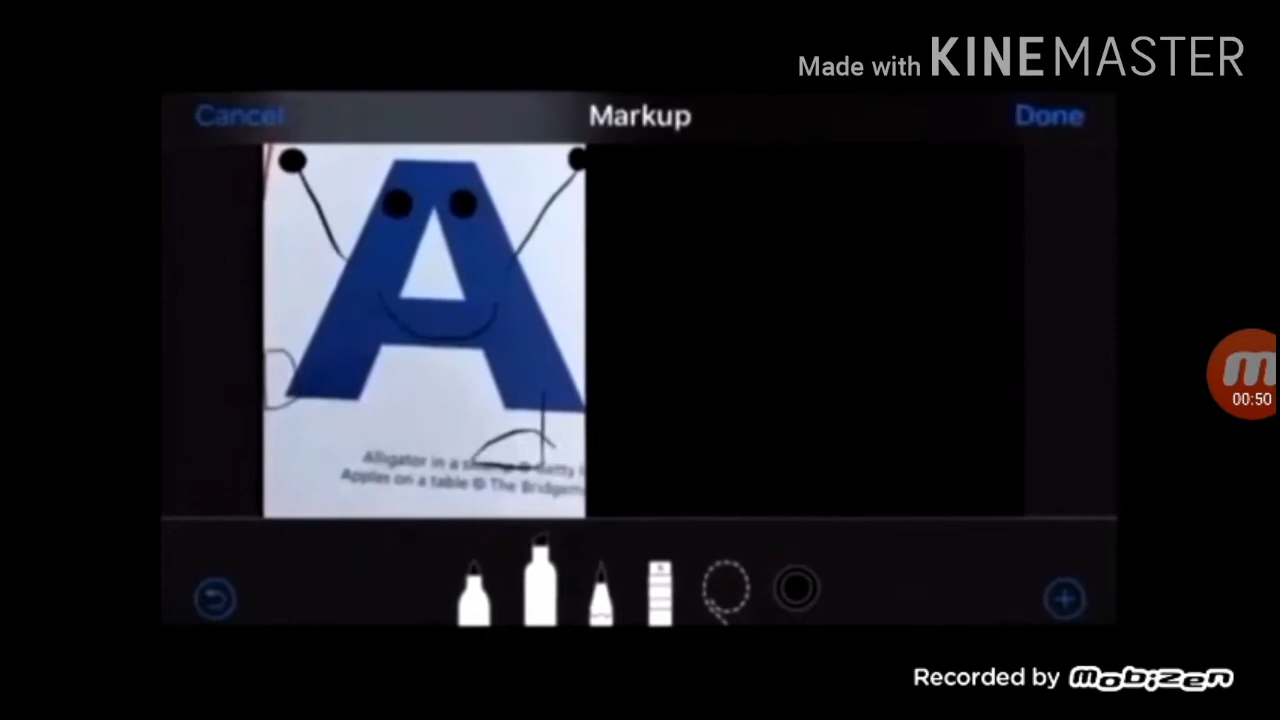 Made with KINEMASTER
Cancel
Markup
Done
A
Alligator in a
Apples on a table © The
00:50
Recorded by mobizen